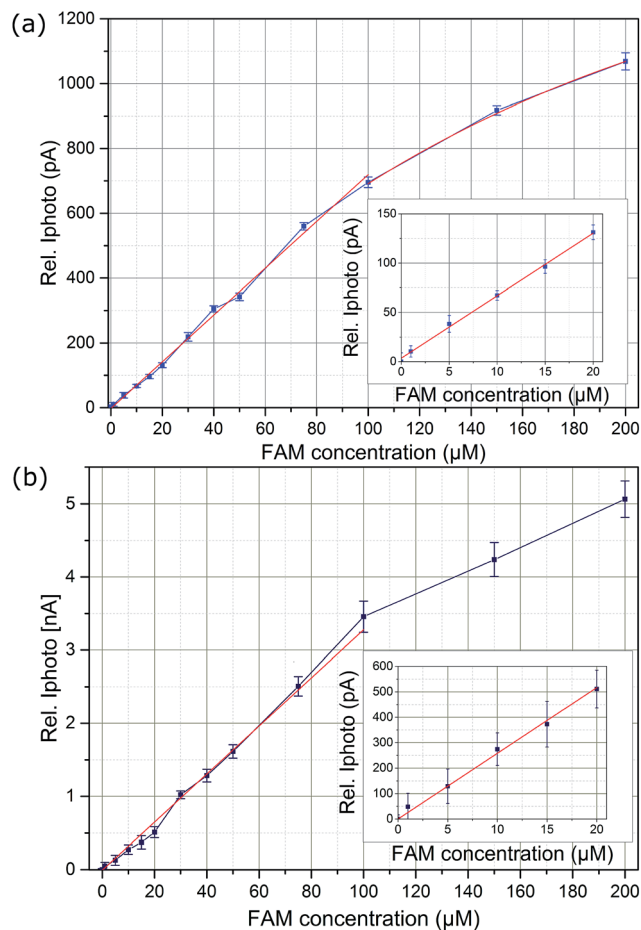 (a)
1200
1000
800
600
400
200
0
Rel. Iphoto (pA)
0 20 40 60 80 100 120 140 160 180 200
FAM concentration (µM)
150
100
50
0
Rel. Iphoto (pA)
0 5 10 15 20
FAM concentration (µM)
(b)
5
4
3
2
1
0
Rel. Iphoto [nA]
0 20 40 60 80 100 120 140 160 180 200
FAM concentration (µM)
600
500
400
300
200
100
0
Rel. Iphoto (pA)
0 5 10 15 20
FAM concentration (µM)